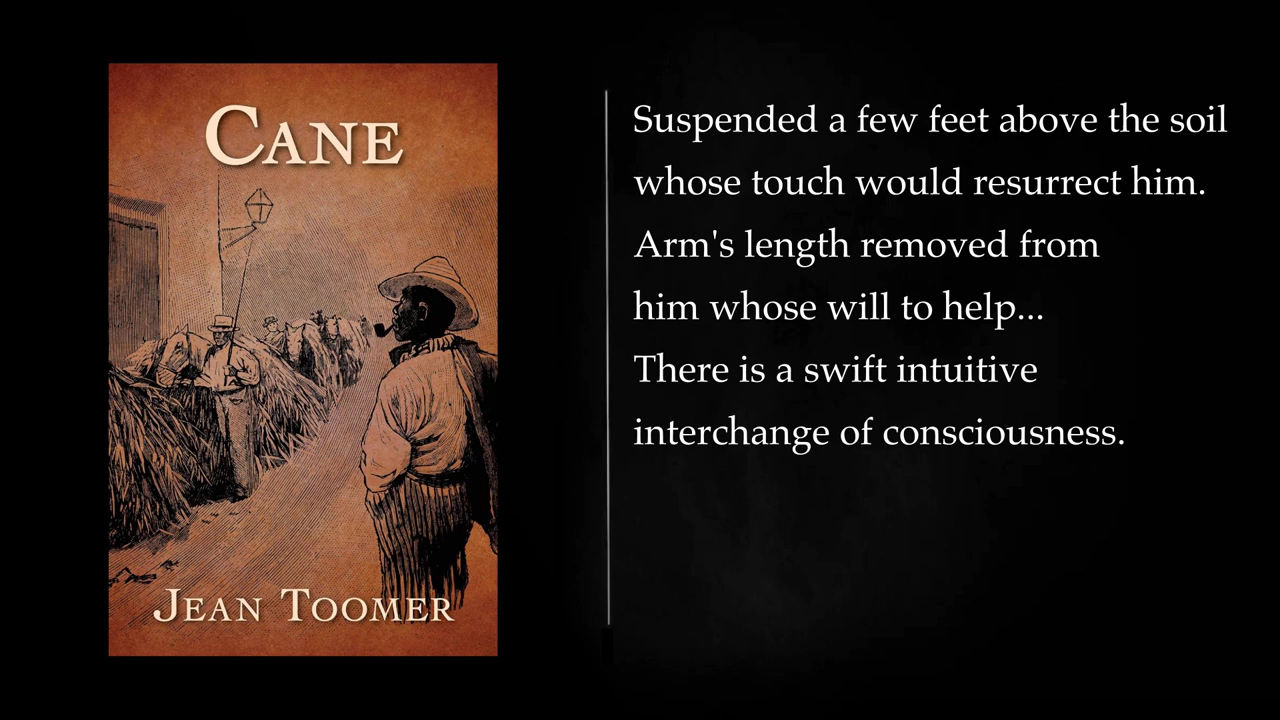 CANE
JEAN TOOMER
Suspended a few feet above the soil
whose touch would resurrect him.
Arm's length removed from
him whose will to help...
There is a swift intuitive
interchange of consciousness.